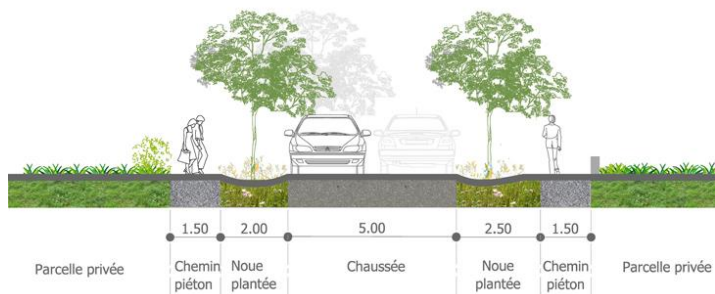 1.50 2.00 5.00 2.50 1.50
Parcelle privée Chemin piéton Noue plantée Chaussée Noue plantée Chemin piéton Parcelle privée